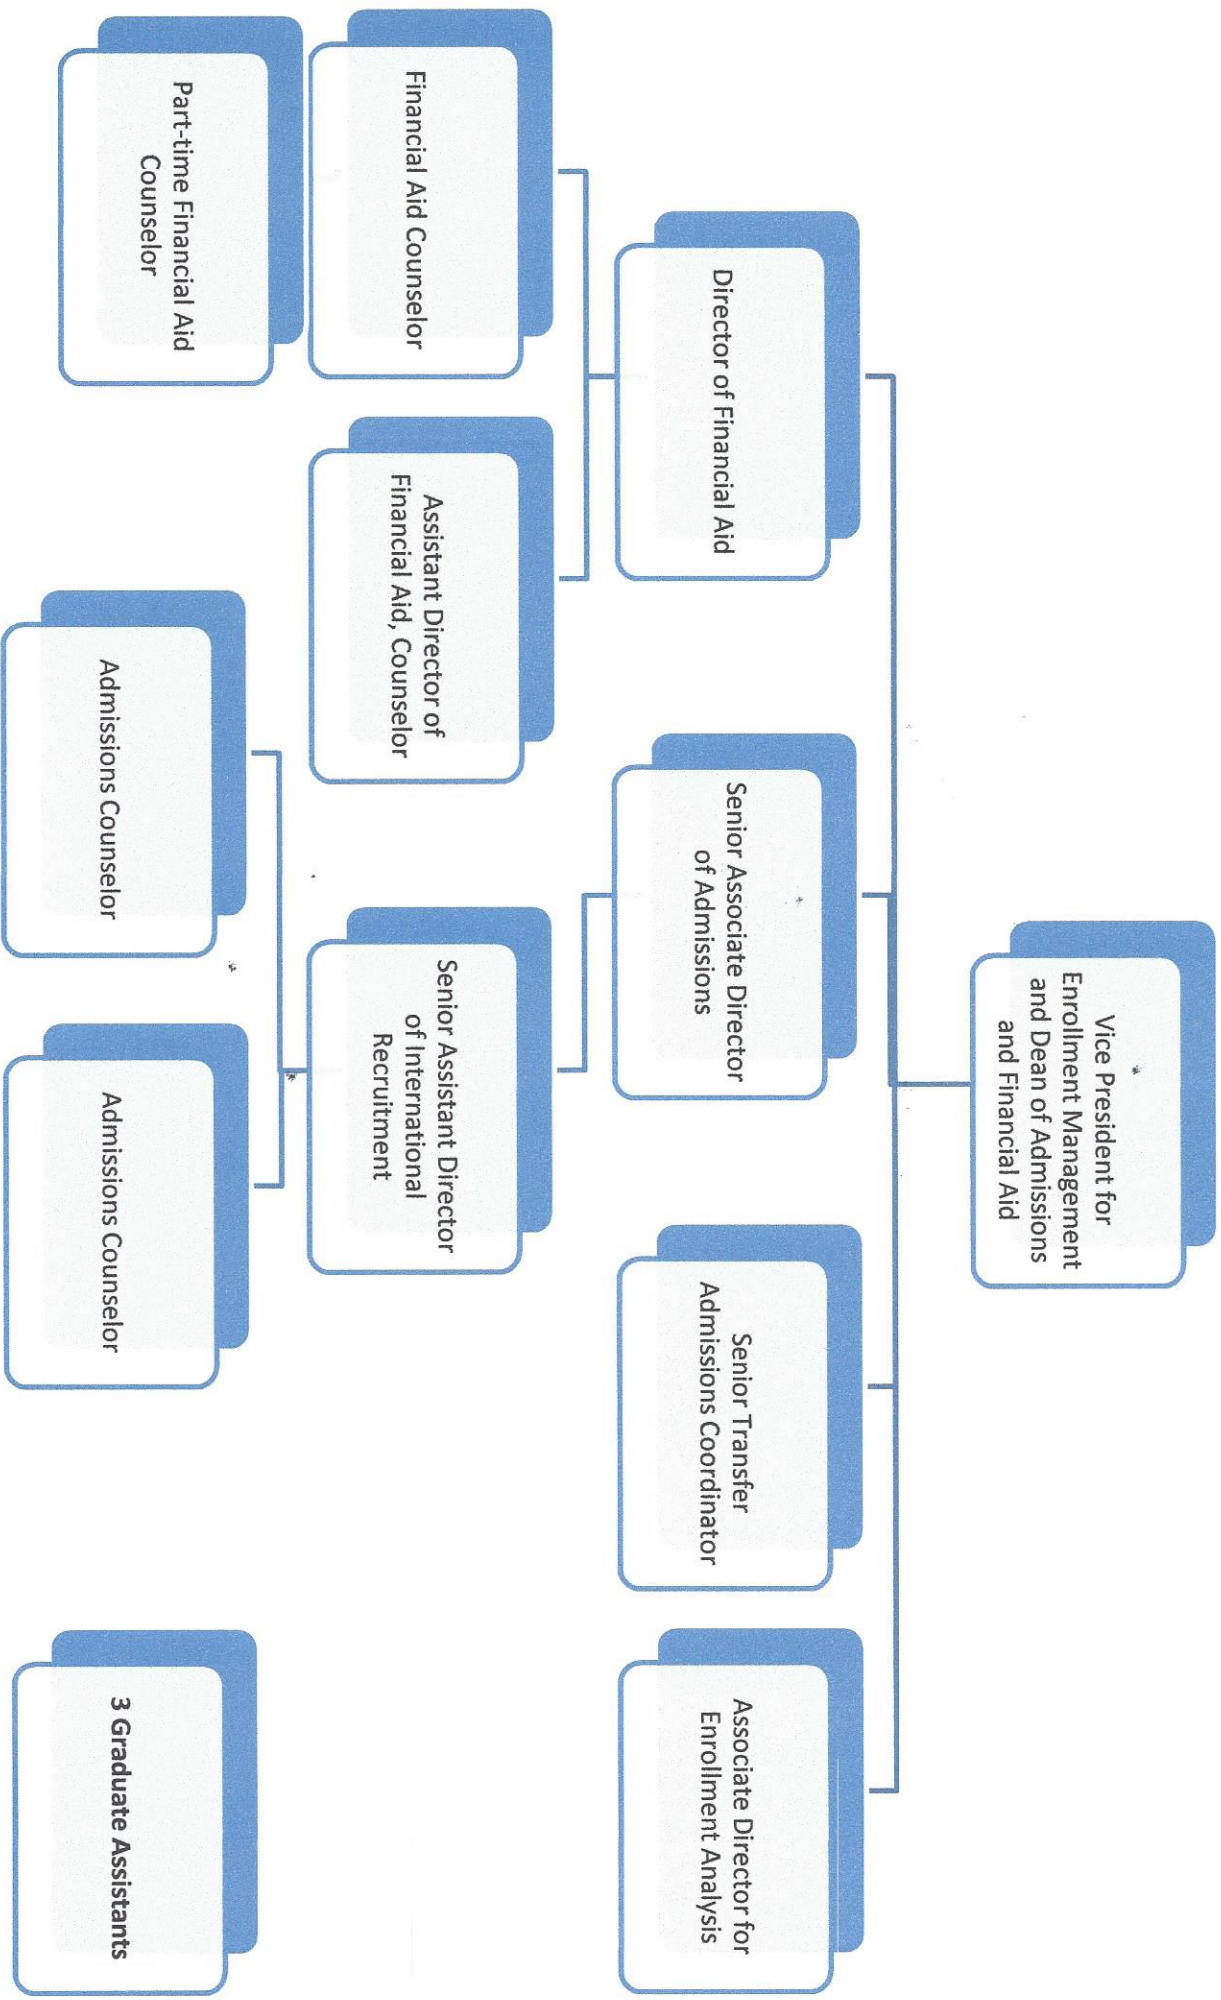 Vice President for
Enrollment Management
and Dean of Admissions
and Financial Aid
Director of Financial Aid
Senior Associate Director
of Admissions
Senior Transfer
Admissions Coordinator
Associate Director for
Enrollment Analysis
Financial Aid Counselor
Assistant Director of
Financial Aid, Counselor
Senior Assistant Director
of International
Recruitment
Part-time Financial Aid
Counselor
Admissions Counselor
Admissions Counselor
3 Graduate Assistants